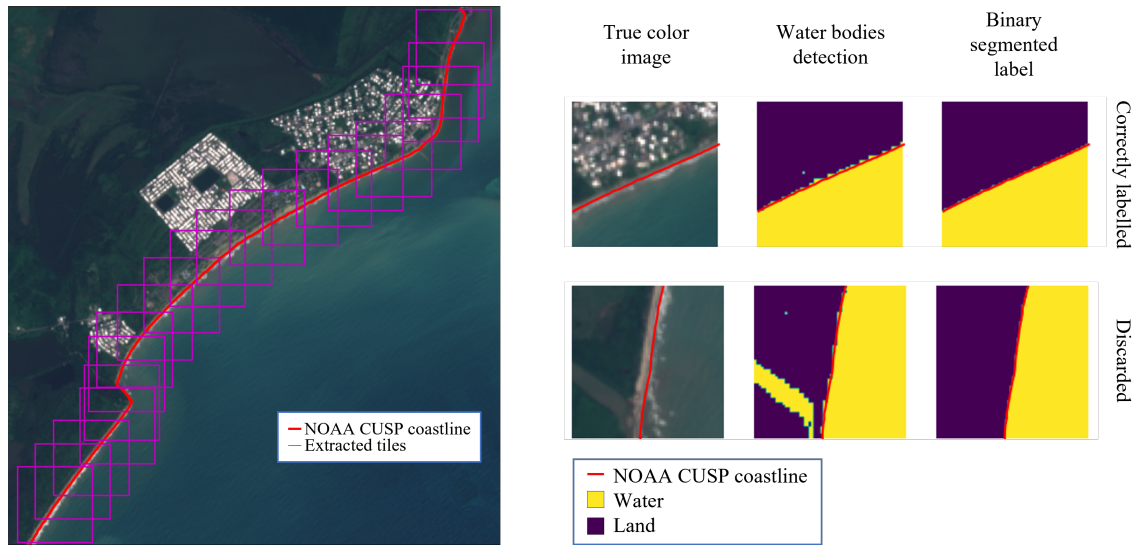 True color
image
Water bodies
detection
Binary
segmented
label
Correctly labelled
Discarded
NOAA CUSP coastline
Extracted tiles
NOAA CUSP coastline
Water
Land